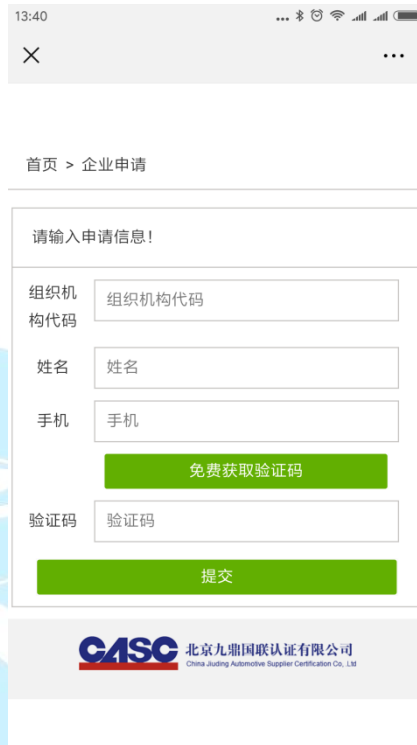 13:40
首页 > 企业申请
请输入申请信息！
组织机
构代码
组织机构代码
姓名 姓名
手机 手机
免费获取验证码
验证码 验证码
提交
CASC 北京九鼎国联认证有限公司
China Jiuding Automotive Supplier Certification Co., Ltd